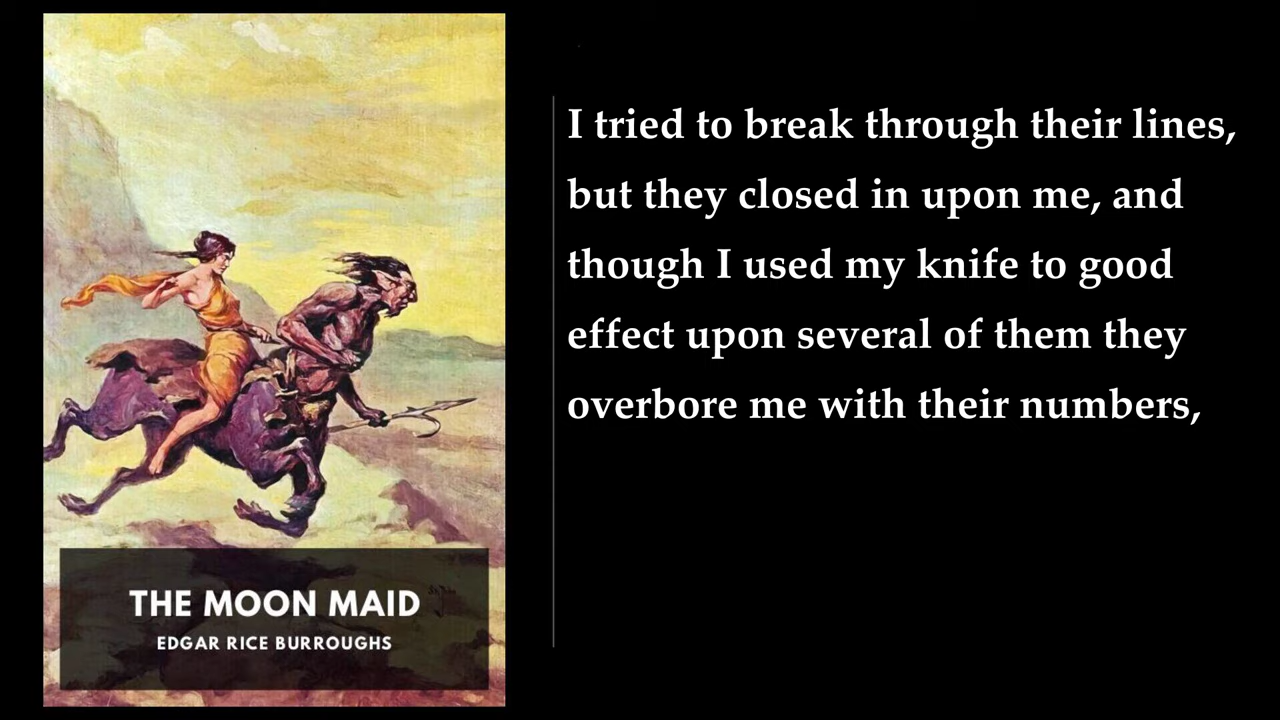 THE MOON MAID
EDGAR RICE BURROUGHS
I tried to break through their lines,
but they closed in upon me, and
though I used my knife to good
effect upon several of them they
overbore me with their numbers,